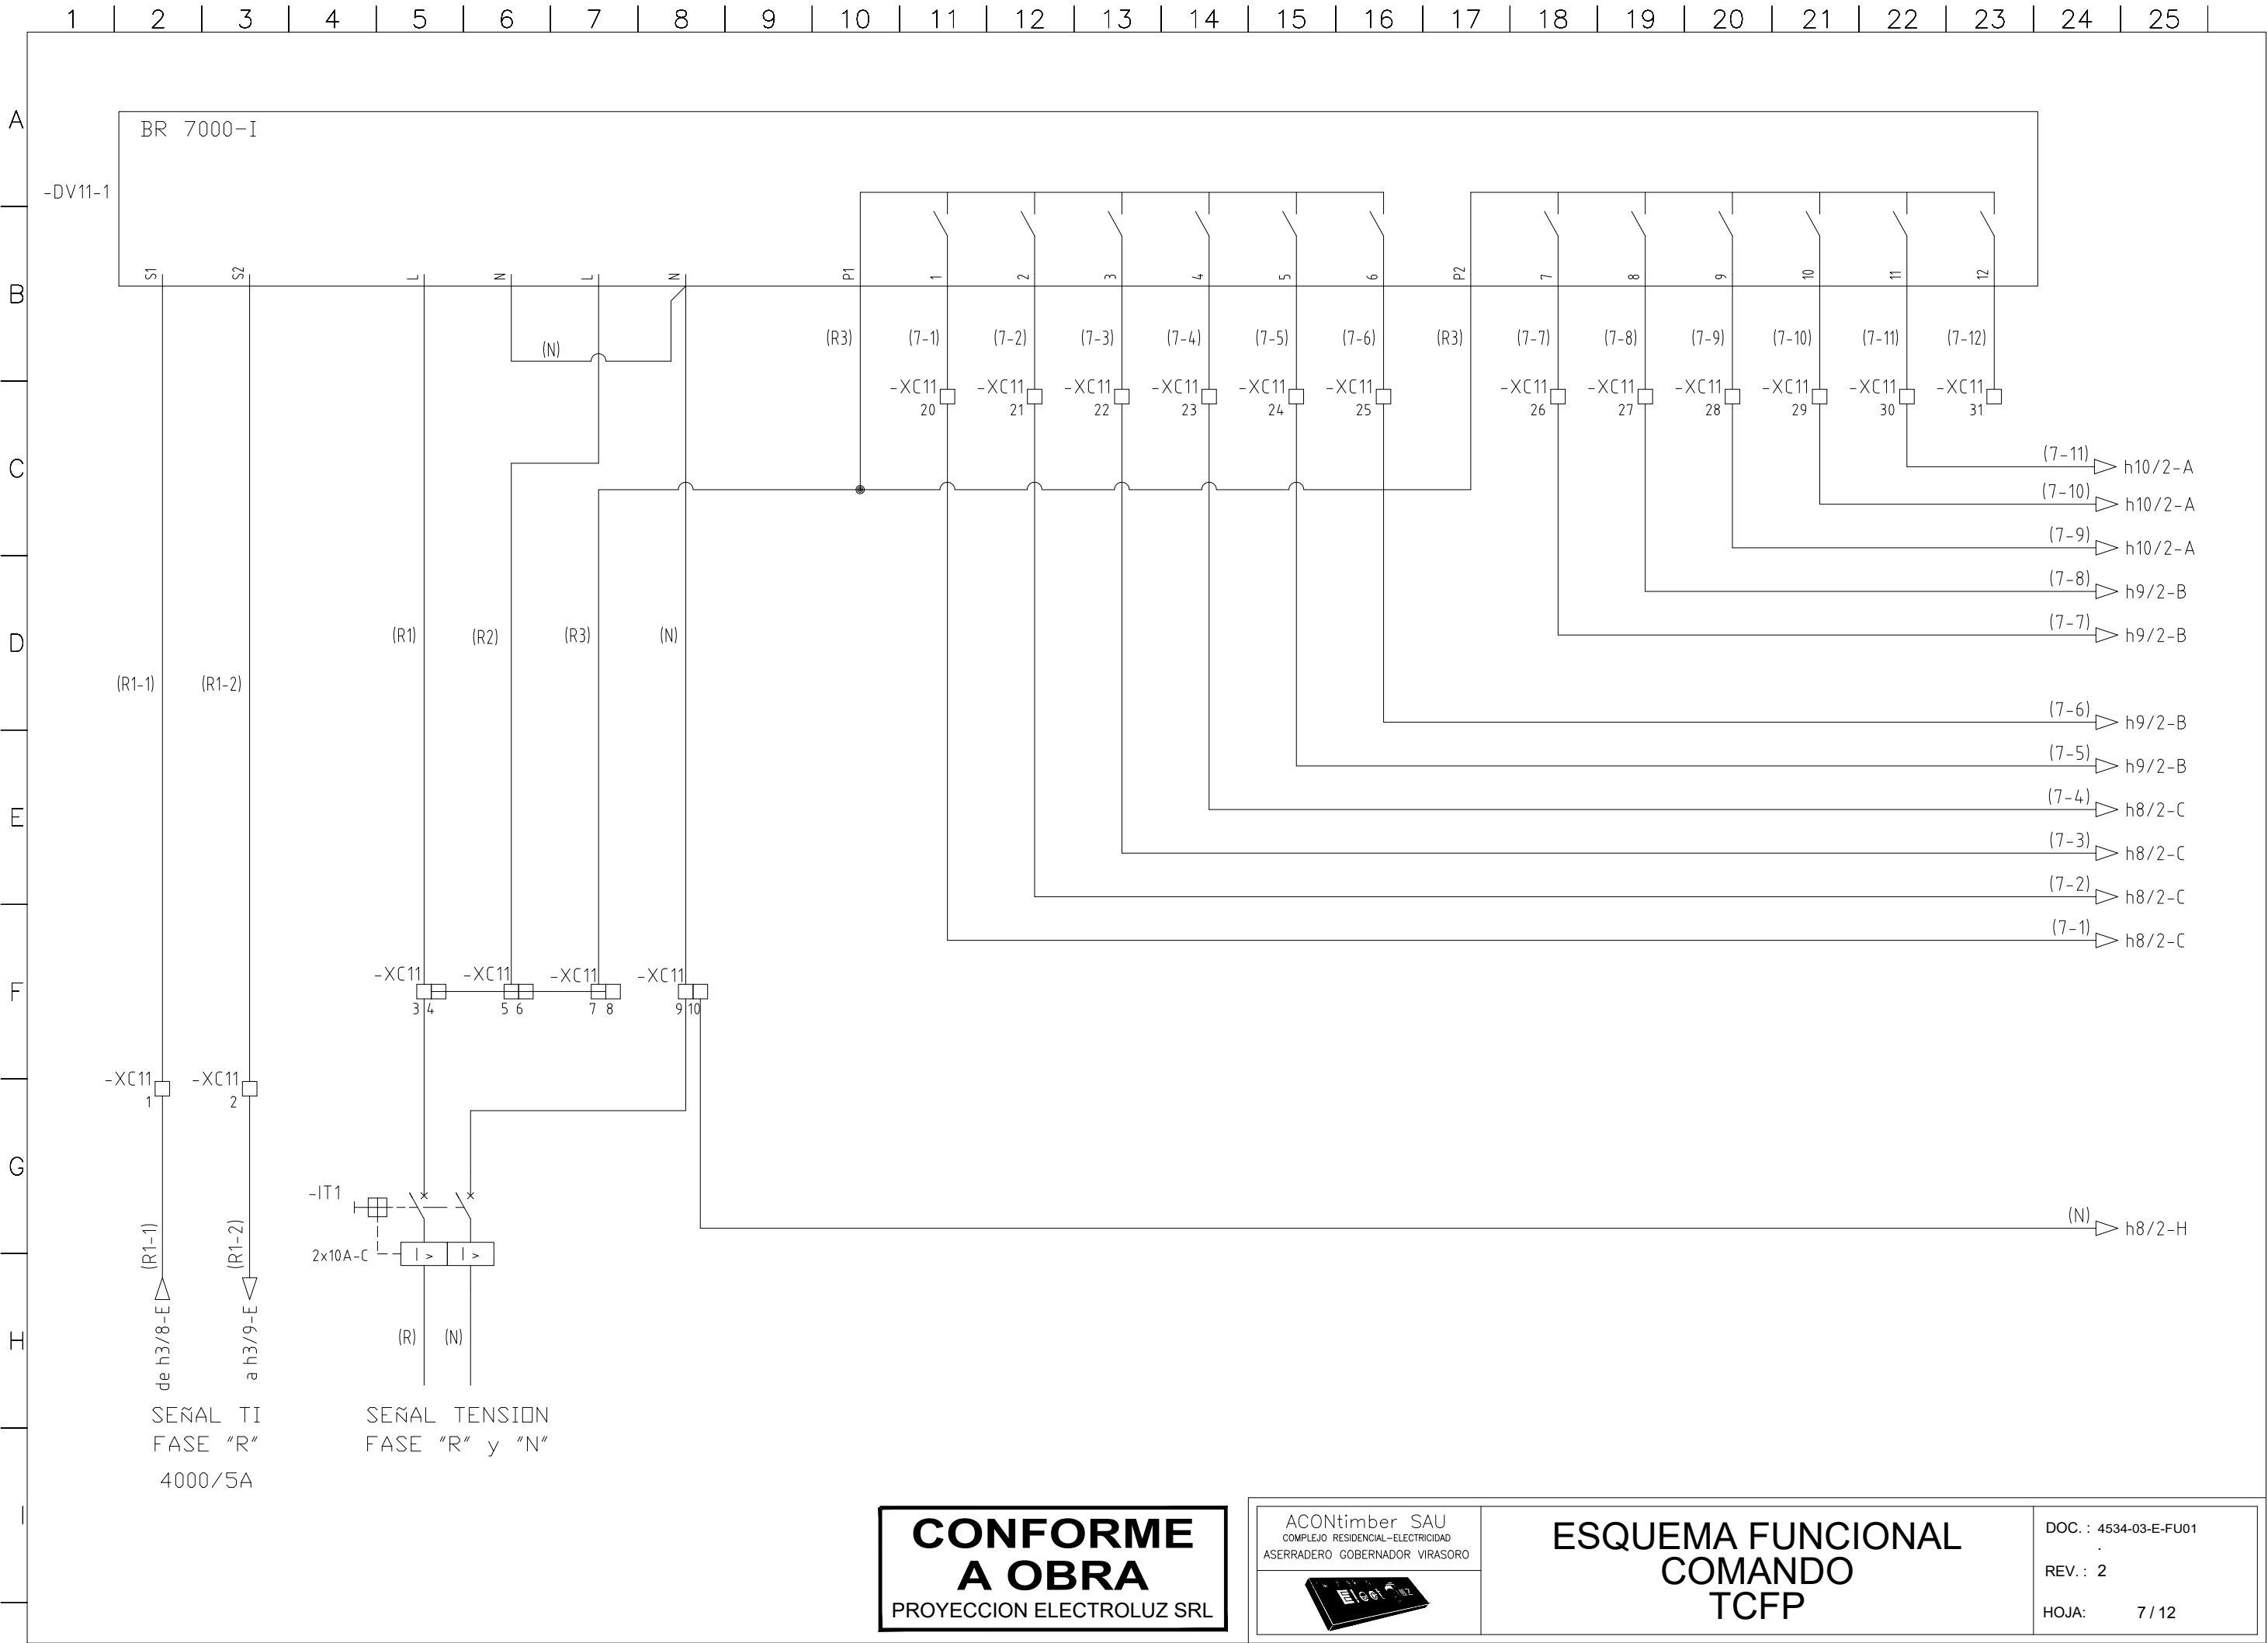 1 2 3 4 5 6 7 8 9 10 11 12 13 14 15 16 17 18 19 20 21 22 23 24 25
A
BR 7000-I
-DV11-1
B
S1 S2 L N L N P1 1 2 3 4 5 6 P2 7 8 9 10 11 12
(N)
(R3) (7-1) (7-2) (7-3) (7-4) (7-5) (7-6) (R3) (7-7) (7-8) (7-9) (7-10) (7-11) (7-12)
-XC11 -XC11 -XC11 -XC11 -XC11 -XC11 -XC11 -XC11 -XC11 -XC11 -XC11 -XC11
20 21 22 23 24 25 26 27 28 29 30 31
C
(7-11) h10/2-A
(7-10) h10/2-A
(7-9) h10/2-A
(7-8) h9/2-B
D
(R1) (R2) (R3) (N)
(7-7) h9/2-B
(R1-1) (R1-2)
(7-6) h9/2-B
(7-5) h9/2-B
E
(7-4) h8/2-C
(7-3) h8/2-C
(7-2) h8/2-C
(7-1) h8/2-C
F
-XC11 -XC11 -XC11 -XC11
3 4 5 6 7 8 9 10
-XC11 -XC11
1 2
G
-IT1
2x10A-C
I > I >
(N) h8/2-H
(R1-1) (R1-2)
H
de h3/8-E a h3/9-E
(R) (N)
SEÑAL TI
FASE "R"
4000/5A
SEÑAL TENSION
FASE "R" y "N"
I
CONFORME
A OBRA
PROYECCION ELECTROLUZ SRL
ACONtimber SAU
COMPLEJO RESIDENCIAL-ELECTRICIDAD
ASERRADERO GOBERNADOR VIRASORO
ESQUEMA FUNCIONAL
COMANDO
TCFP
DOC. : 4534-03-E-FU01
.
REV. : 2
HOJA: 7 / 12